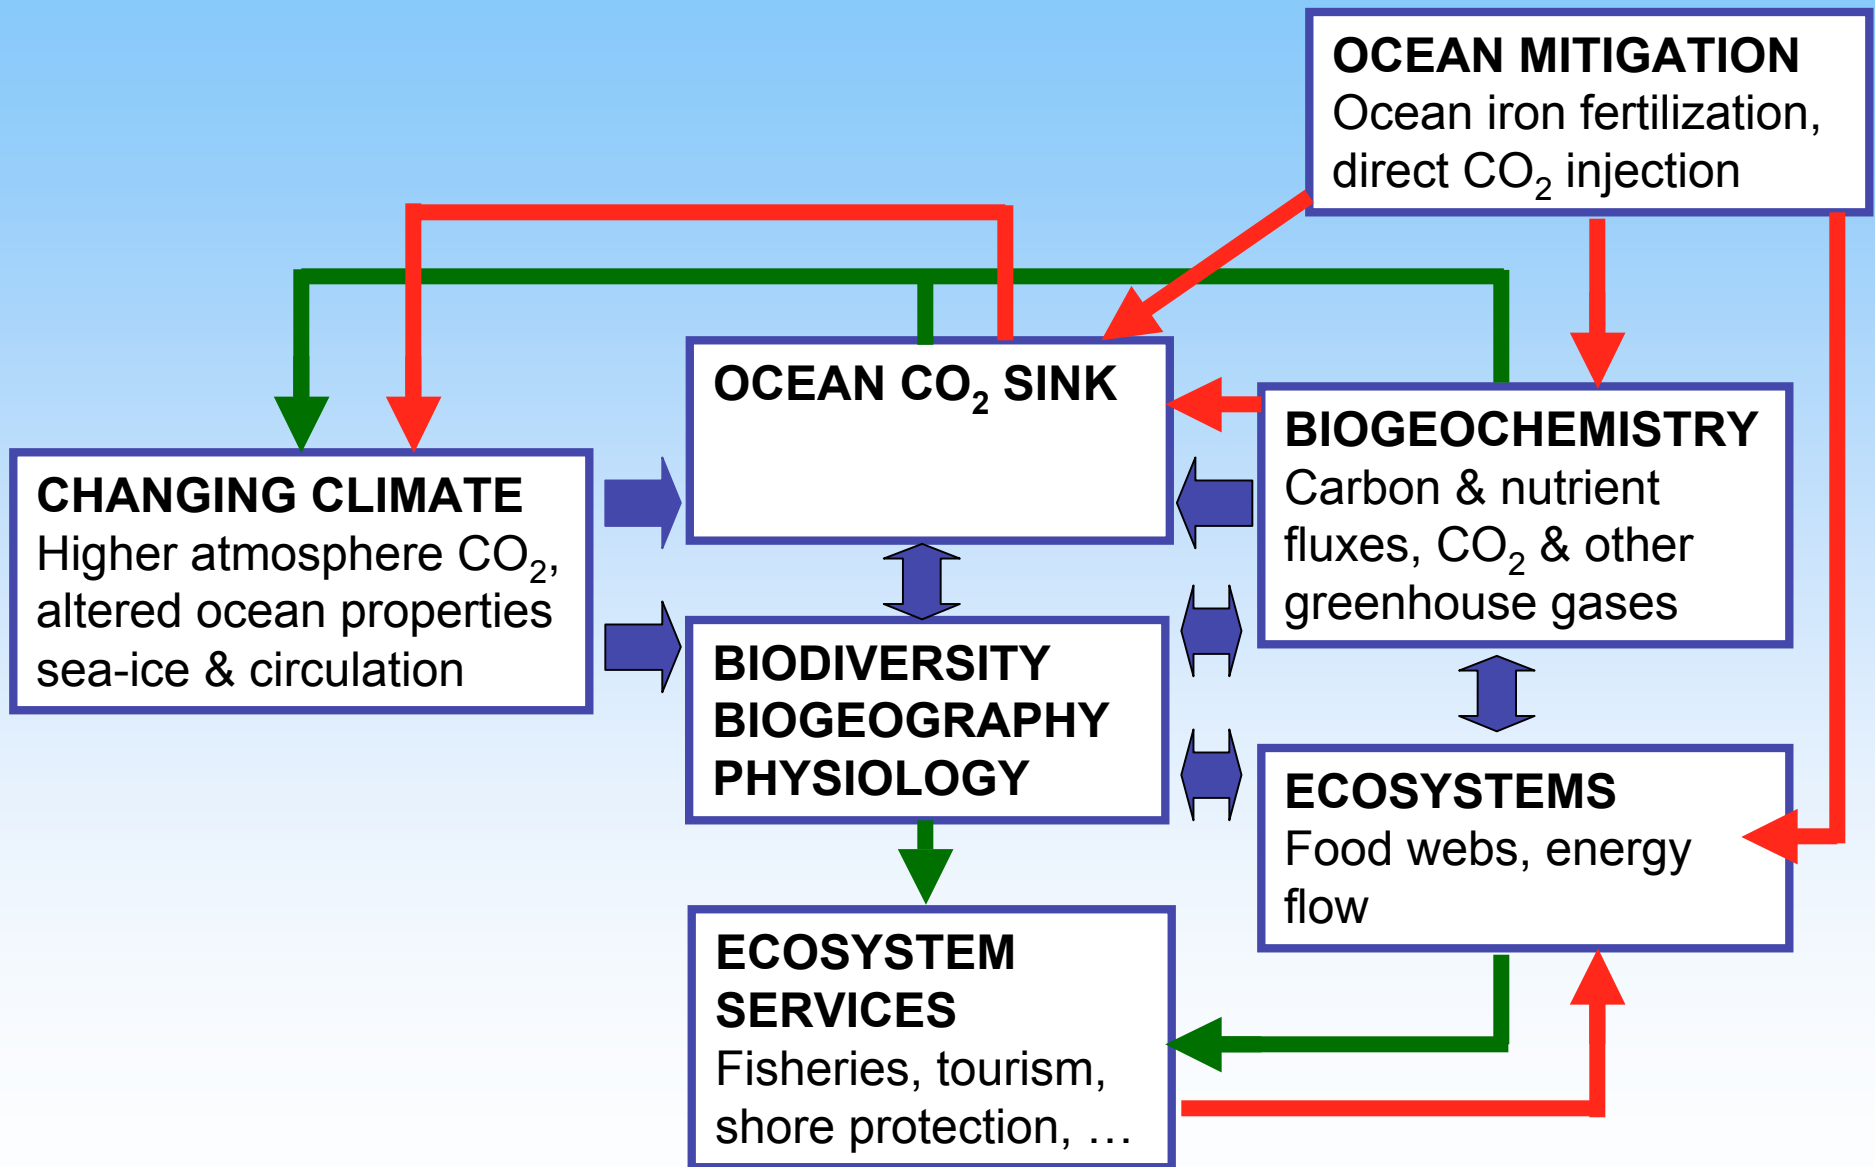 OCEAN MITIGATION
Ocean iron fertilization,
direct CO₂ injection
OCEAN CO₂ SINK
BIOGEOCHEMISTRY
Carbon & nutrient
fluxes, CO₂ & other
greenhouse gases
CHANGING CLIMATE
Higher atmosphere CO₂,
altered ocean properties
sea-ice & circulation
BIODIVERSITY
BIOGEOGRAPHY
PHYSIOLOGY
ECOSYSTEMS
Food webs, energy
flow
ECOSYSTEM
SERVICES
Fisheries, tourism,
shore protection, …